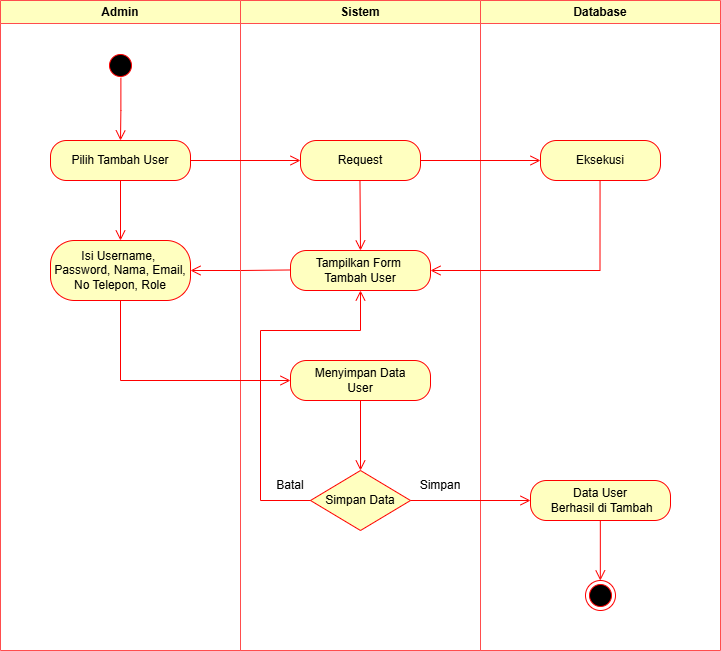 Admin
Sistem
Database
Pilih Tambah User
Request
Eksekusi
Isi Username,
Password, Nama, Email,
No Telepon, Role
Tampilkan Form
Tambah User
Menyimpan Data
User
Batal
Simpan Data
Simpan
Data User
Berhasil di Tambah